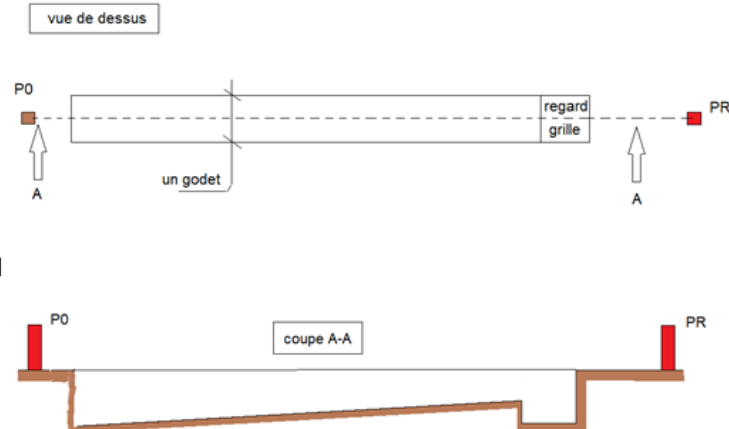 vue de dessus
P0
regard
grille
PR
un godet
A
A
P0
PR
coupe A-A